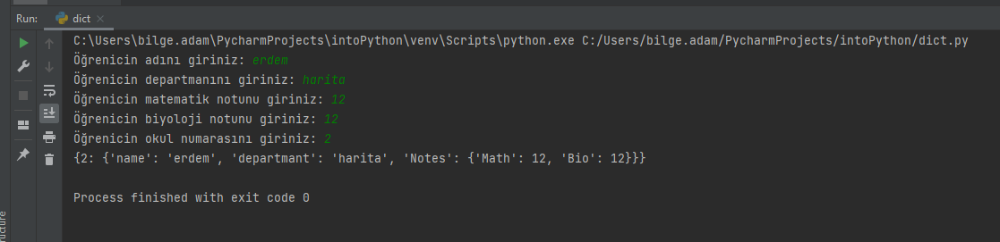 Run: dict
C:\Users\bilge.adam\PycharmProjects\intoPython\venv\Scripts\python.exe C:/Users/bilge.adam/PycharmProjects/intoPython/dict.py
Öğrenicin adını giriniz: erdem
Öğrenicin departmanını giriniz: harita
Öğrenicin matematik notunu giriniz: 12
Öğrenicin biyoloji notunu giriniz: 12
Öğrenicin okul numarasını giriniz: 2
{2: {'name': 'erdem', 'departmant': 'harita', 'Notes': {'Math': 12, 'Bio': 12}}}
Process finished with exit code 0
ructure